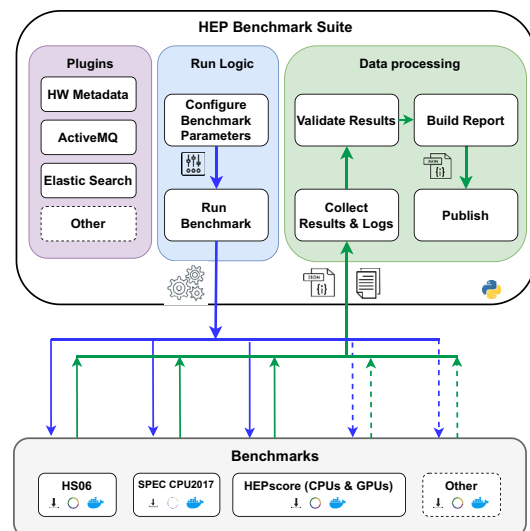 HEP Benchmark Suite
Plugins
HW Metadata
ActiveMQ
Elastic Search
Other
Run Logic
Configure
Benchmark
Parameters
Run
Benchmark
Data processing
Validate Results
Build Report
JSON
{;}
Collect
Results & Logs
Publish
JSON
{;}
Benchmarks
HS06
SPEC CPU2017
HEPscore (CPUs & GPUs)
Other